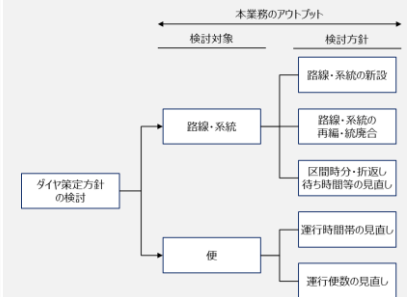 本業務のアウトプット
検討対象
検討方針
路線・系統の新設
路線・系統
路線・系統の
再編・統廃合
区間時分・折返し
待ち時間等の見直し
ダイヤ策定方針
の検討
運行時間帯の見直し
便
運行便数の見直し